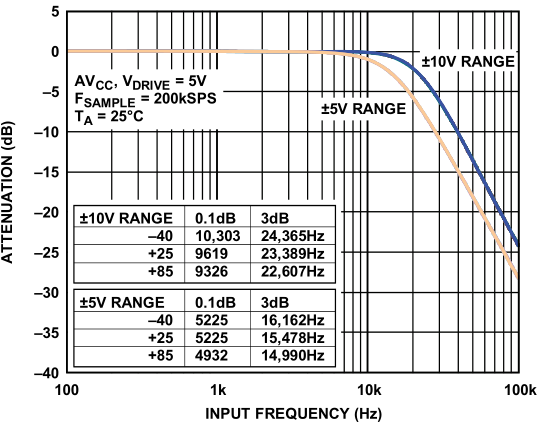 5
0
–5
–10
–15
–20
–25
–30
–35
–40
ATTENUATION (dB)
AVCC, VDRIVE = 5V
FSAMPLE = 200kSPS
TA = 25°C
±10V RANGE
±5V RANGE
±10V RANGE 0.1dB 3dB
–40 10,303 24,365Hz
+25 9619 23,389Hz
+85 9326 22,607Hz
±5V RANGE 0.1dB 3dB
–40 5225 16,162Hz
+25 5225 15,478Hz
+85 4932 14,990Hz
100 1k 10k 100k
INPUT FREQUENCY (Hz)